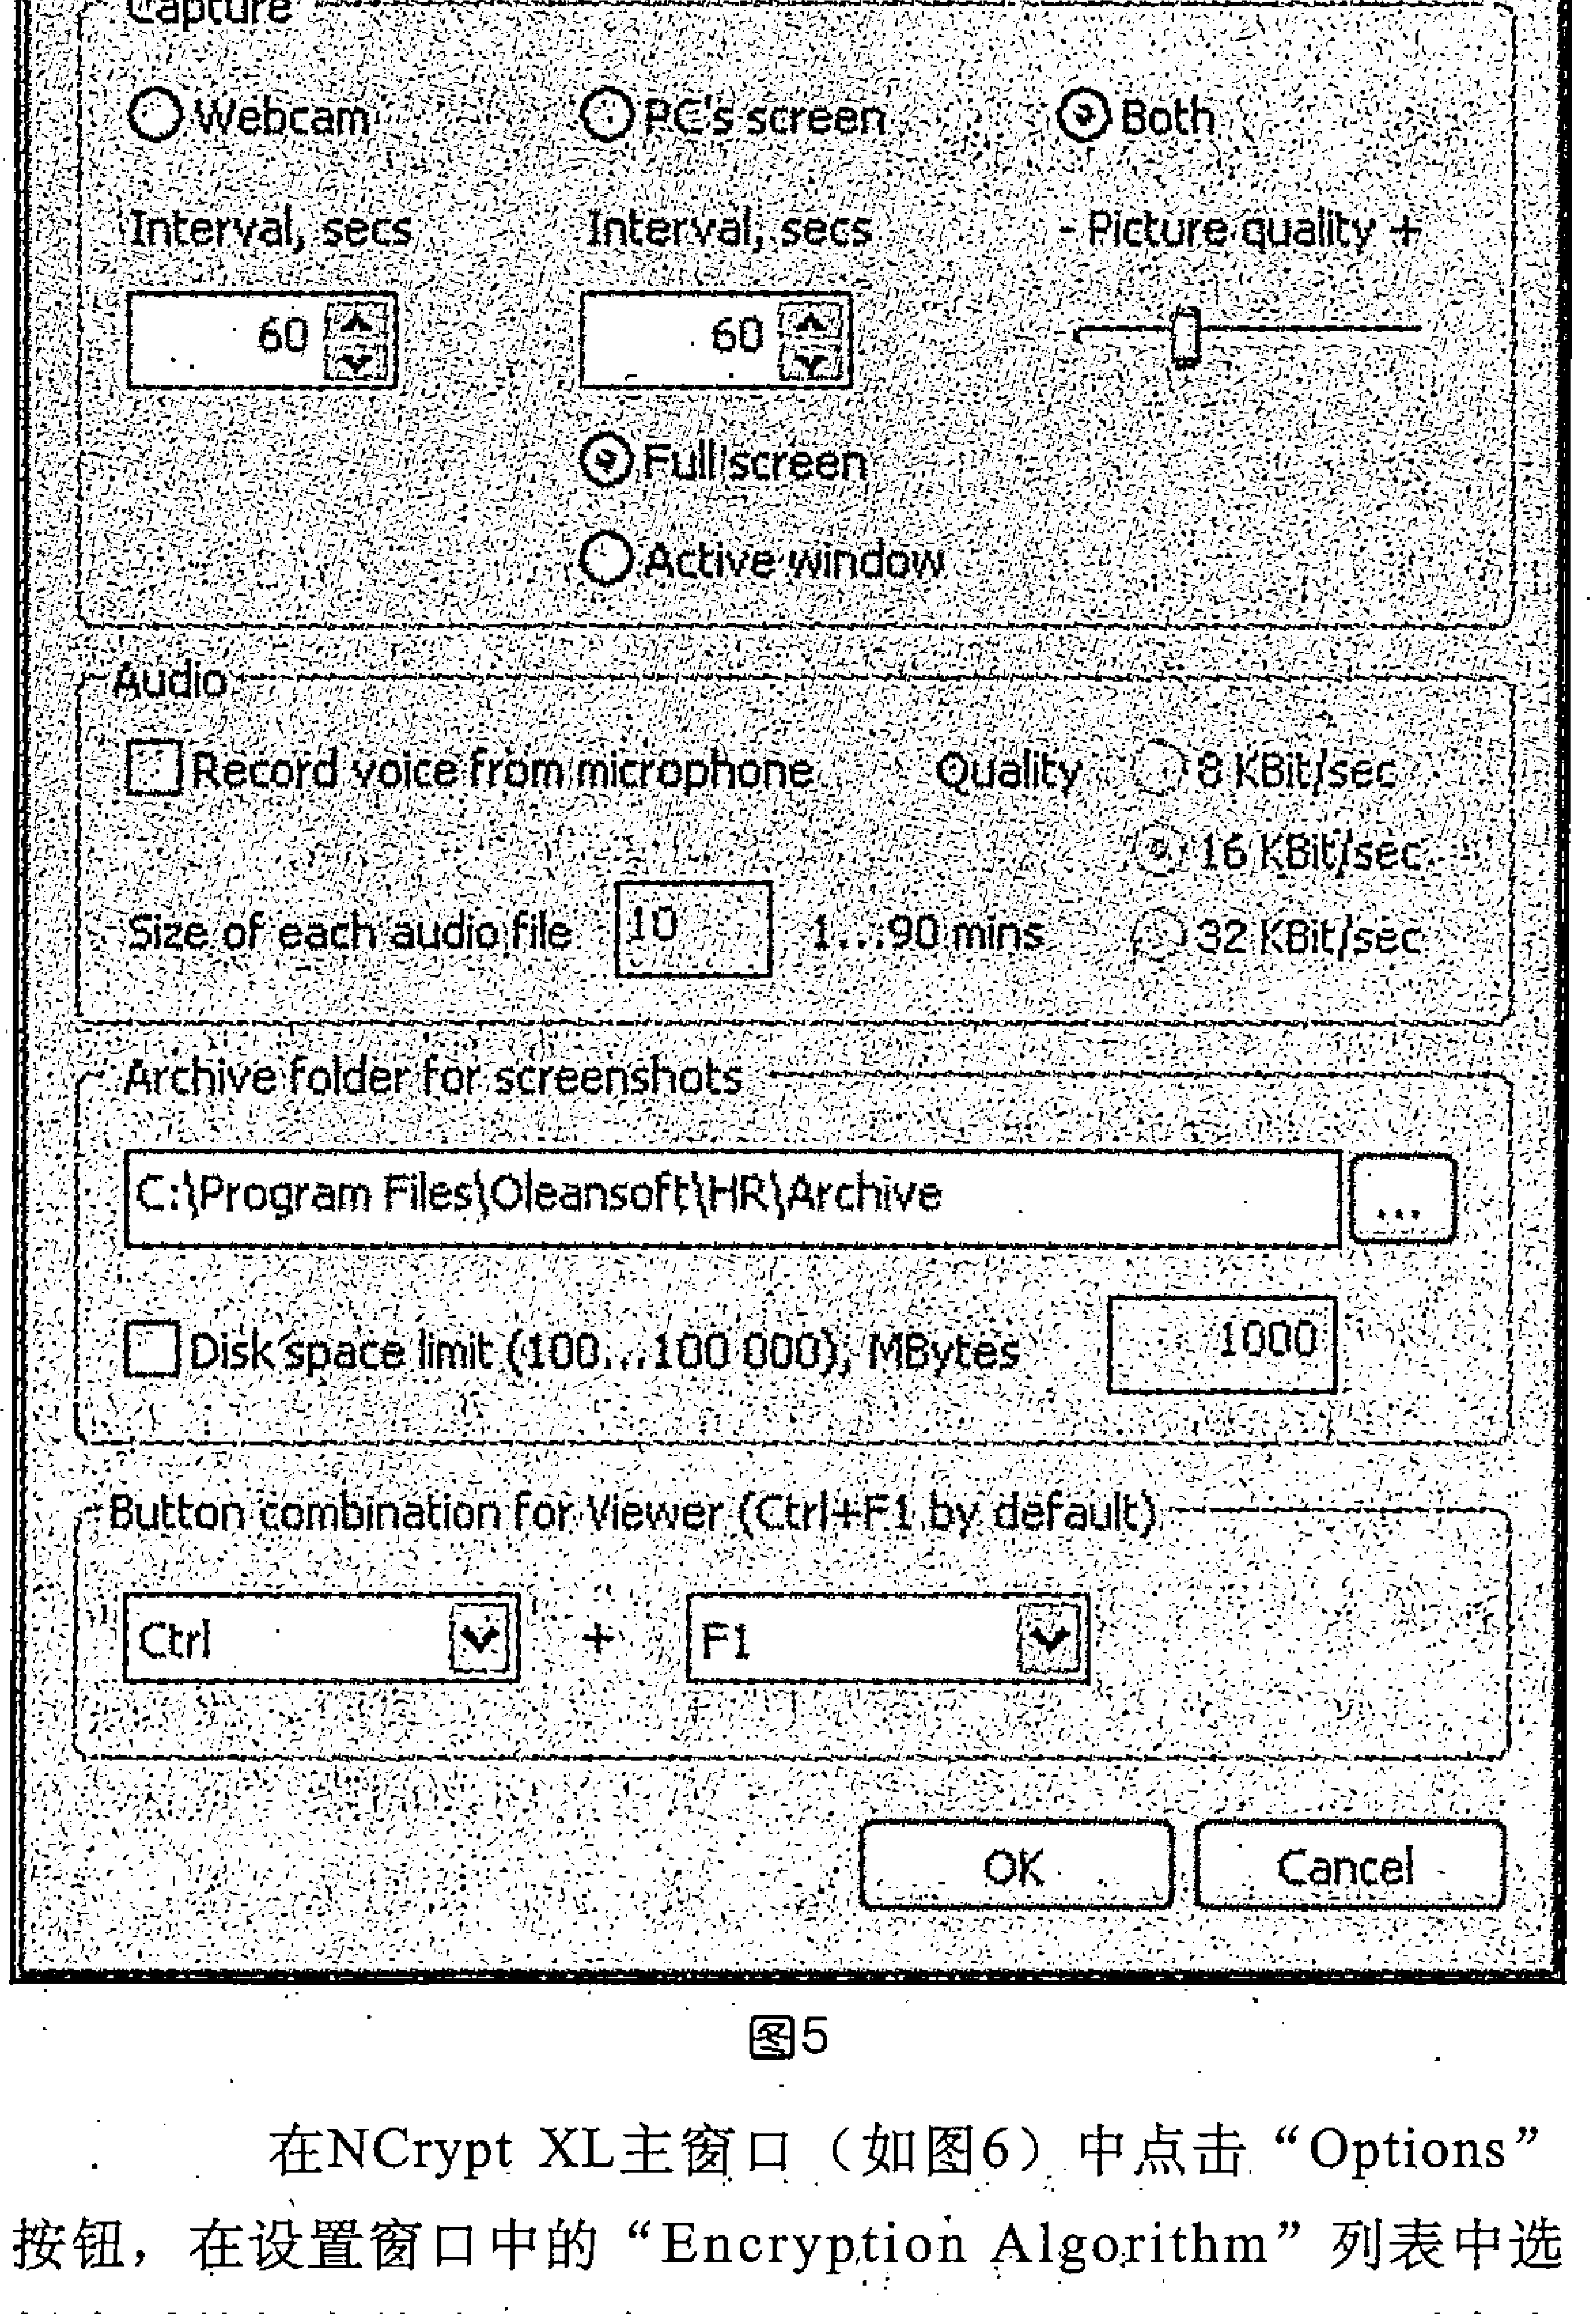 Capture
Webcam PC's screen Both
Interval, secs Interval, secs - Picture quality +
60 60
Full screen
Active window
Audio
Record voice from microphone Quality 8 KBit/sec
16 KBit/sec
Size of each audio file 10 1...90 mins 32 KBit/sec
Archive folder for screenshots
C:\Program Files\Oleansoft\HR\Archive ...
Disk space limit (100...100 000), MBytes 1000
Button combination for Viewer (Ctrl+F1 by default)
Ctrl + F1
OK Cancel
图5
在NCrypt XL主窗口（如图6）中点击“Options”
按钮，在设置窗口中的“Encryption Algorithm”列表中选